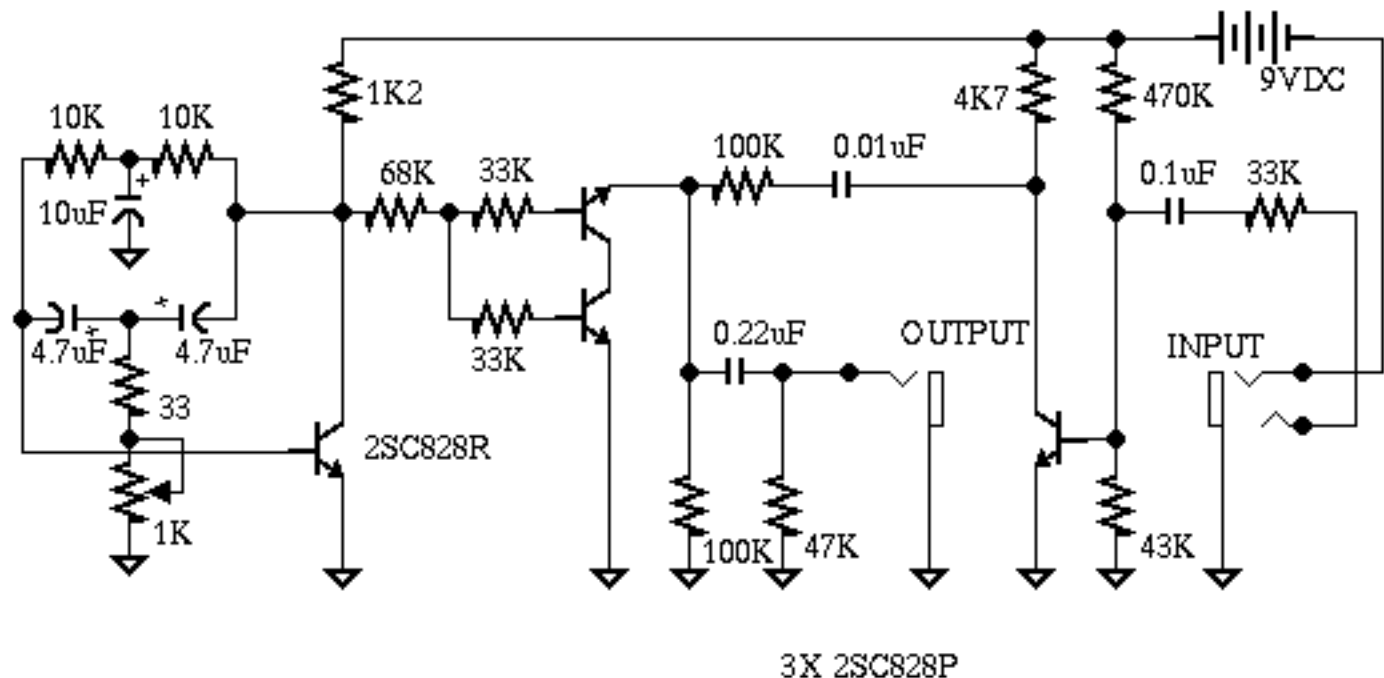 1K2
4K7
470K
9VDC
10K
10K
100K
0.01uF
68K
33K
0.1uF
33K
10uF
+
+
+
4.7uF
4.7uF
33K
0.22uF
OUTPUT
INPUT
33
2SC828R
1K
100K
47K
43K
3X 2SC828P